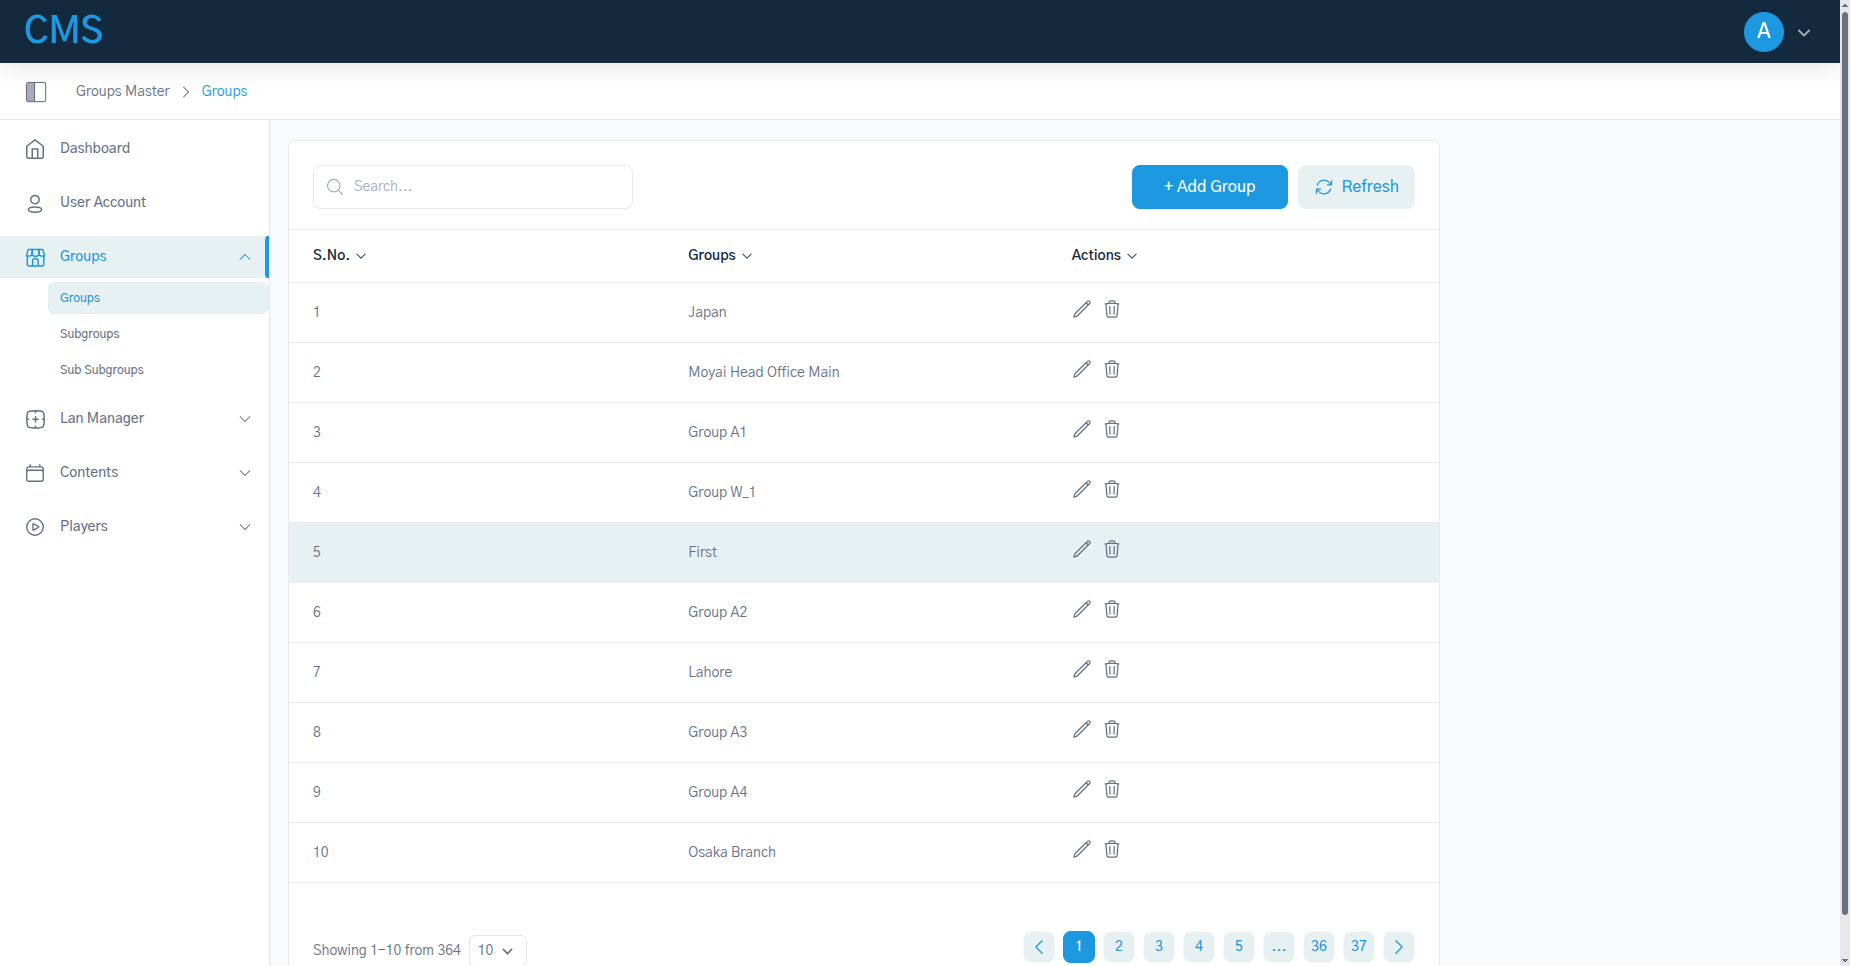 CMS
A
Groups Master > Groups
Dashboard
User Account
Groups
Groups
Subgroups
Sub Subgroups
Lan Manager
Contents
Players
Search...
+ Add Group
Refresh
S.No. Groups Actions
1 Japan
2 Moyai Head Office Main
3 Group A1
4 Group W_1
5 First
6 Group A2
7 Lahore
8 Group A3
9 Group A4
10 Osaka Branch
Showing 1-10 from 364 10
1 2 3 4 5 ... 36 37